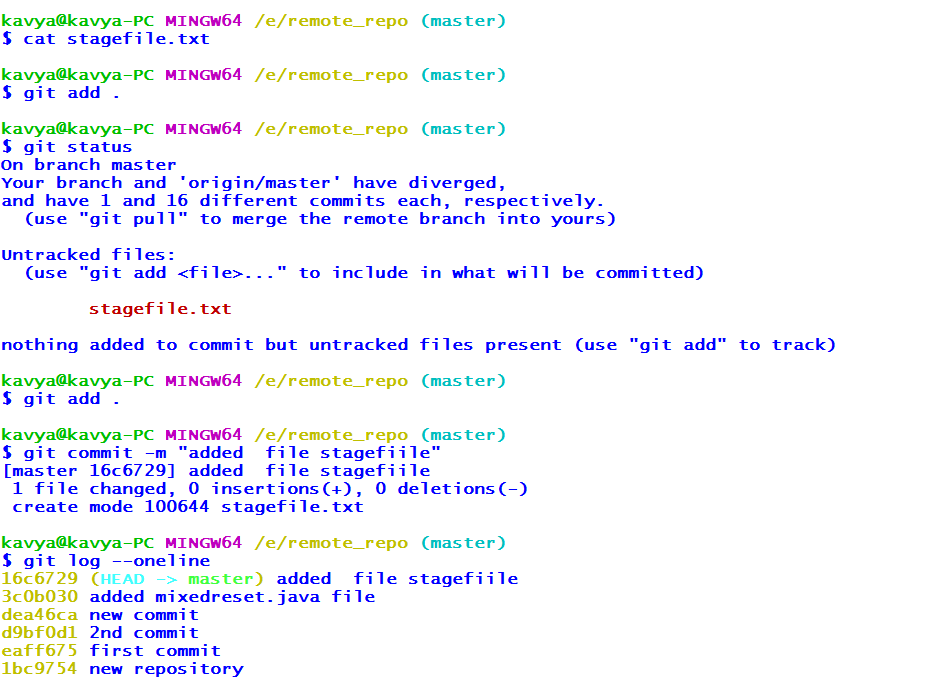 kavya@kavya-PC MINGW64 /e/remote_repo (master)
$ cat stagefile.txt
kavya@kavya-PC MINGW64 /e/remote_repo (master)
$ git add .
kavya@kavya-PC MINGW64 /e/remote_repo (master)
$ git status
On branch master
Your branch and 'origin/master' have diverged,
and have 1 and 16 different commits each, respectively.
  (use "git pull" to merge the remote branch into yours)
Untracked files:
  (use "git add <file>..." to include in what will be committed)
        stagefile.txt
nothing added to commit but untracked files present (use "git add" to track)
kavya@kavya-PC MINGW64 /e/remote_repo (master)
$ git add .
kavya@kavya-PC MINGW64 /e/remote_repo (master)
$ git commit -m "added  file stagefiile"
[master 16c6729] added  file stagefiile
 1 file changed, 0 insertions(+), 0 deletions(-)
 create mode 100644 stagefile.txt
kavya@kavya-PC MINGW64 /e/remote_repo (master)
$ git log --oneline
16c6729 (HEAD -> master) added  file stagefiile
3c0b030 added mixedreset.java file
dea46ca new commit
d9bf0d1 2nd commit
eaff675 first commit
1bc9754 new repository